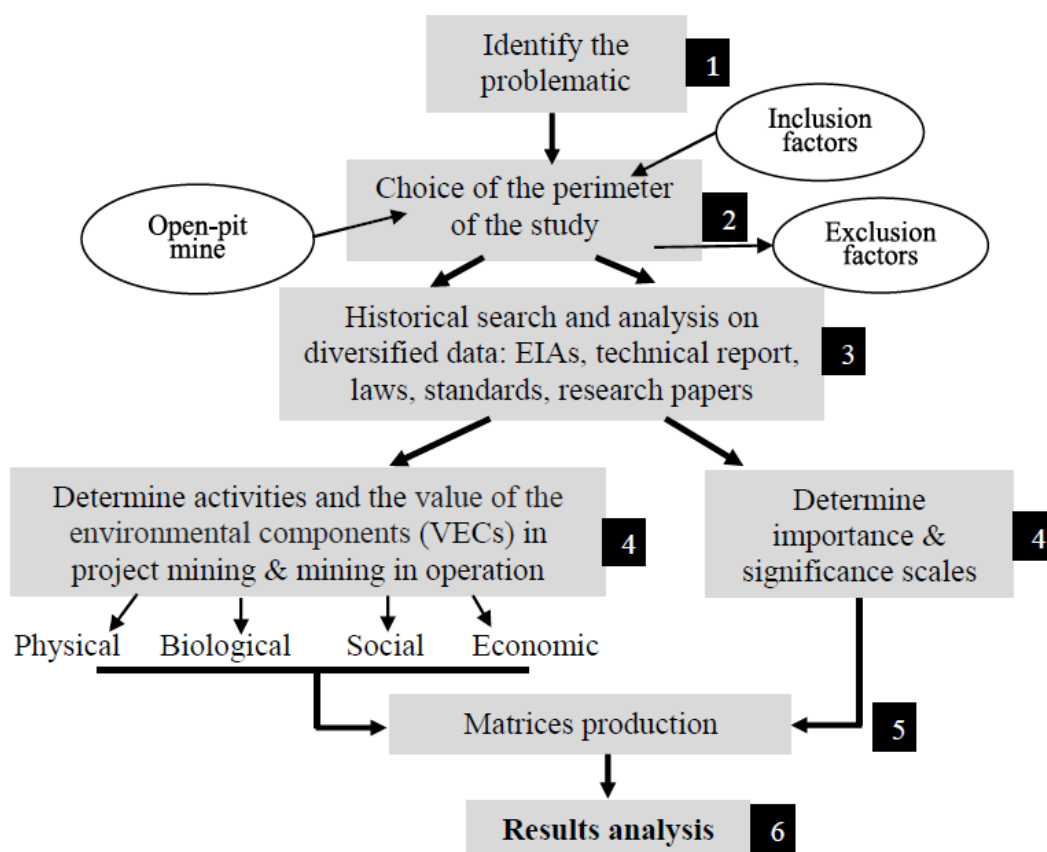 Identify the
problematic
1
Inclusion
factors
Choice of the perimeter
of the study
2
Open-pit
mine
Exclusion
factors
Historical search and analysis on
diversified data: EIAs, technical report,
laws, standards, research papers
3
Determine activities and the value of the
environmental components (VECs) in
project mining & mining in operation
4
Determine
importance &
significance scales
4
Physical
Biological
Social
Economic
Matrices production
5
Results analysis
6